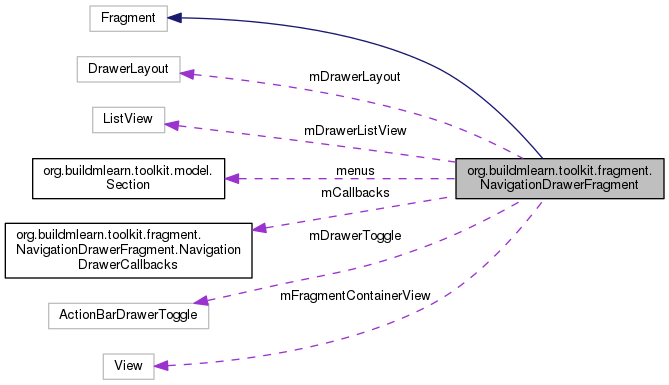 Fragment
DrawerLayout
mDrawerLayout
ListView
mDrawerListView
org.buildmlearn.toolkit.model.
Section
menus
org.buildmlearn.toolkit.fragment.
NavigationDrawerFragment
mCallbacks
org.buildmlearn.toolkit.fragment.
NavigationDrawerFragment.Navigation
DrawerCallbacks
mDrawerToggle
ActionBarDrawerToggle
mFragmentContainerView
View